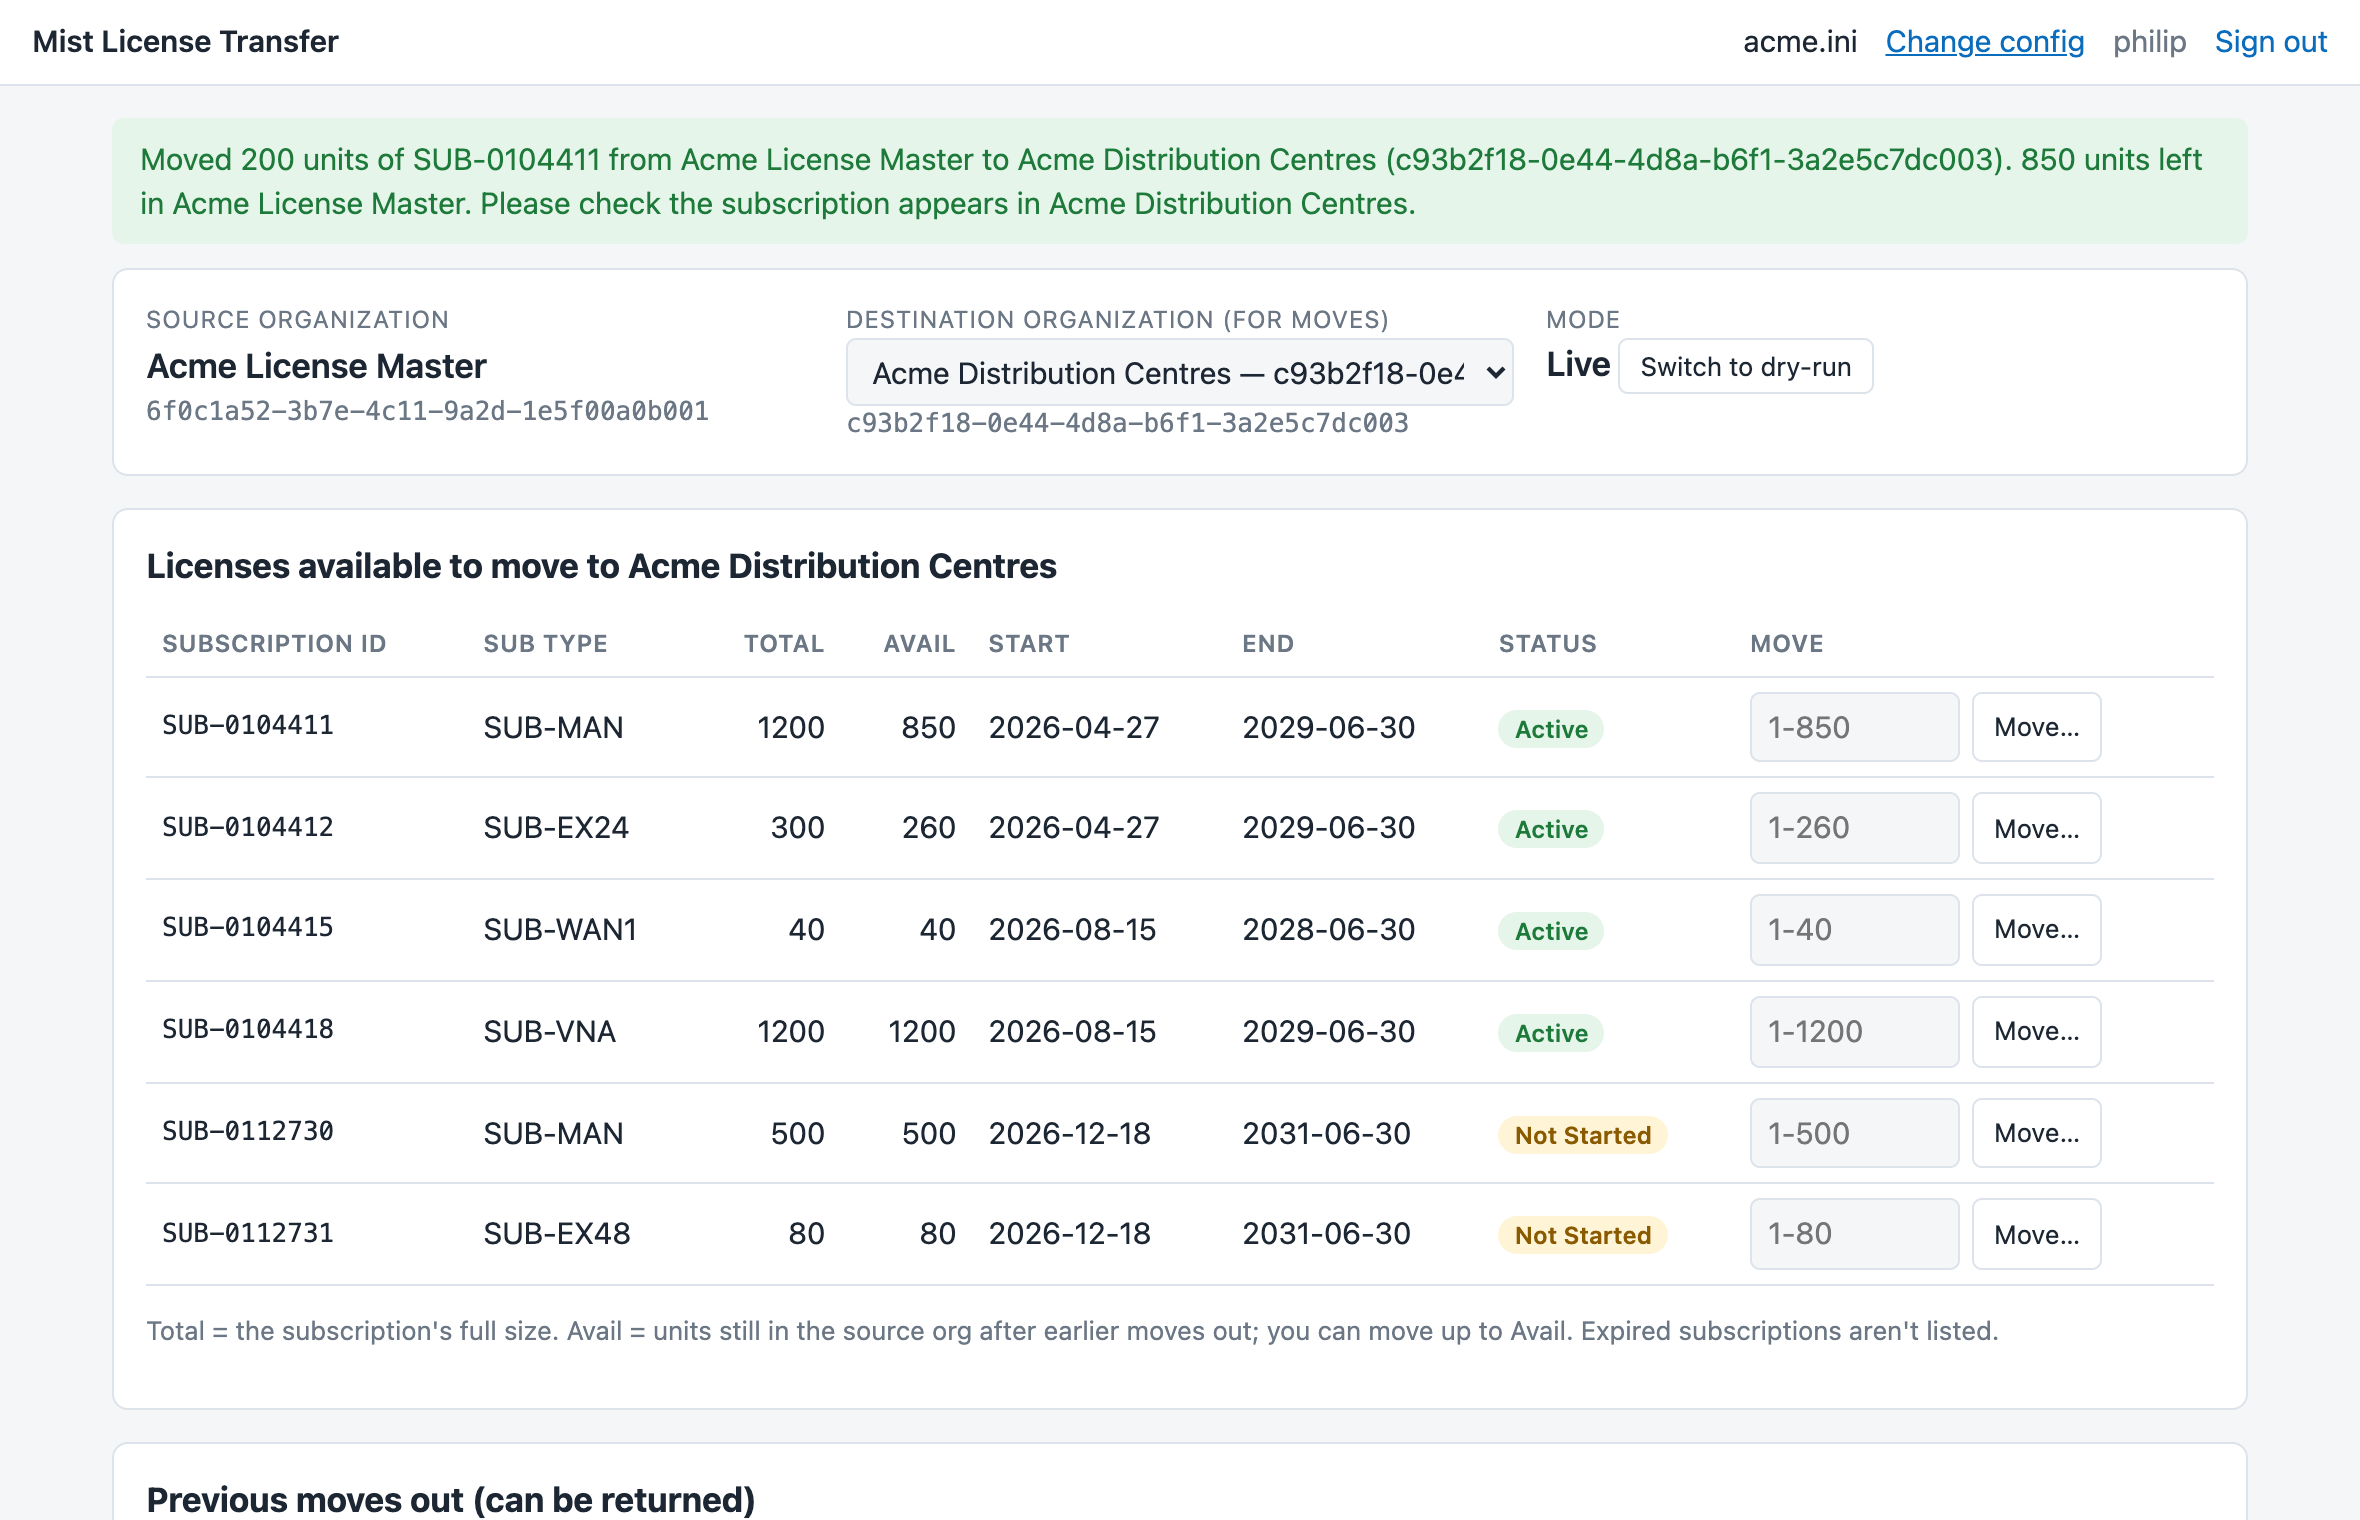 Mist License Transfer
acme.ini Change config philip Sign out
Moved 200 units of SUB-0104411 from Acme License Master to Acme Distribution Centres (c93b2f18-0e44-4d8a-b6f1-3a2e5c7dc003). 850 units left
in Acme License Master. Please check the subscription appears in Acme Distribution Centres.
SOURCE ORGANIZATION
Acme License Master
6f0c1a52-3b7e-4c11-9a2d-1e5f00a0b001
DESTINATION ORGANIZATION (FOR MOVES)
Acme Distribution Centres — c93b2f18-0e4
c93b2f18-0e44-4d8a-b6f1-3a2e5c7dc003
MODE
Live Switch to dry-run
Licenses available to move to Acme Distribution Centres
SUBSCRIPTION ID SUB TYPE TOTAL AVAIL START END STATUS MOVE
SUB-0104411 SUB-MAN 1200 850 2026-04-27 2029-06-30 Active 1-850 Move...
SUB-0104412 SUB-EX24 300 260 2026-04-27 2029-06-30 Active 1-260 Move...
SUB-0104415 SUB-WAN1 40 40 2026-08-15 2028-06-30 Active 1-40 Move...
SUB-0104418 SUB-VNA 1200 1200 2026-08-15 2029-06-30 Active 1-1200 Move...
SUB-0112730 SUB-MAN 500 500 2026-12-18 2031-06-30 Not Started 1-500 Move...
SUB-0112731 SUB-EX48 80 80 2026-12-18 2031-06-30 Not Started 1-80 Move...
Total = the subscription's full size. Avail = units still in the source org after earlier moves out; you can move up to Avail. Expired subscriptions aren't listed.
Previous moves out (can be returned)